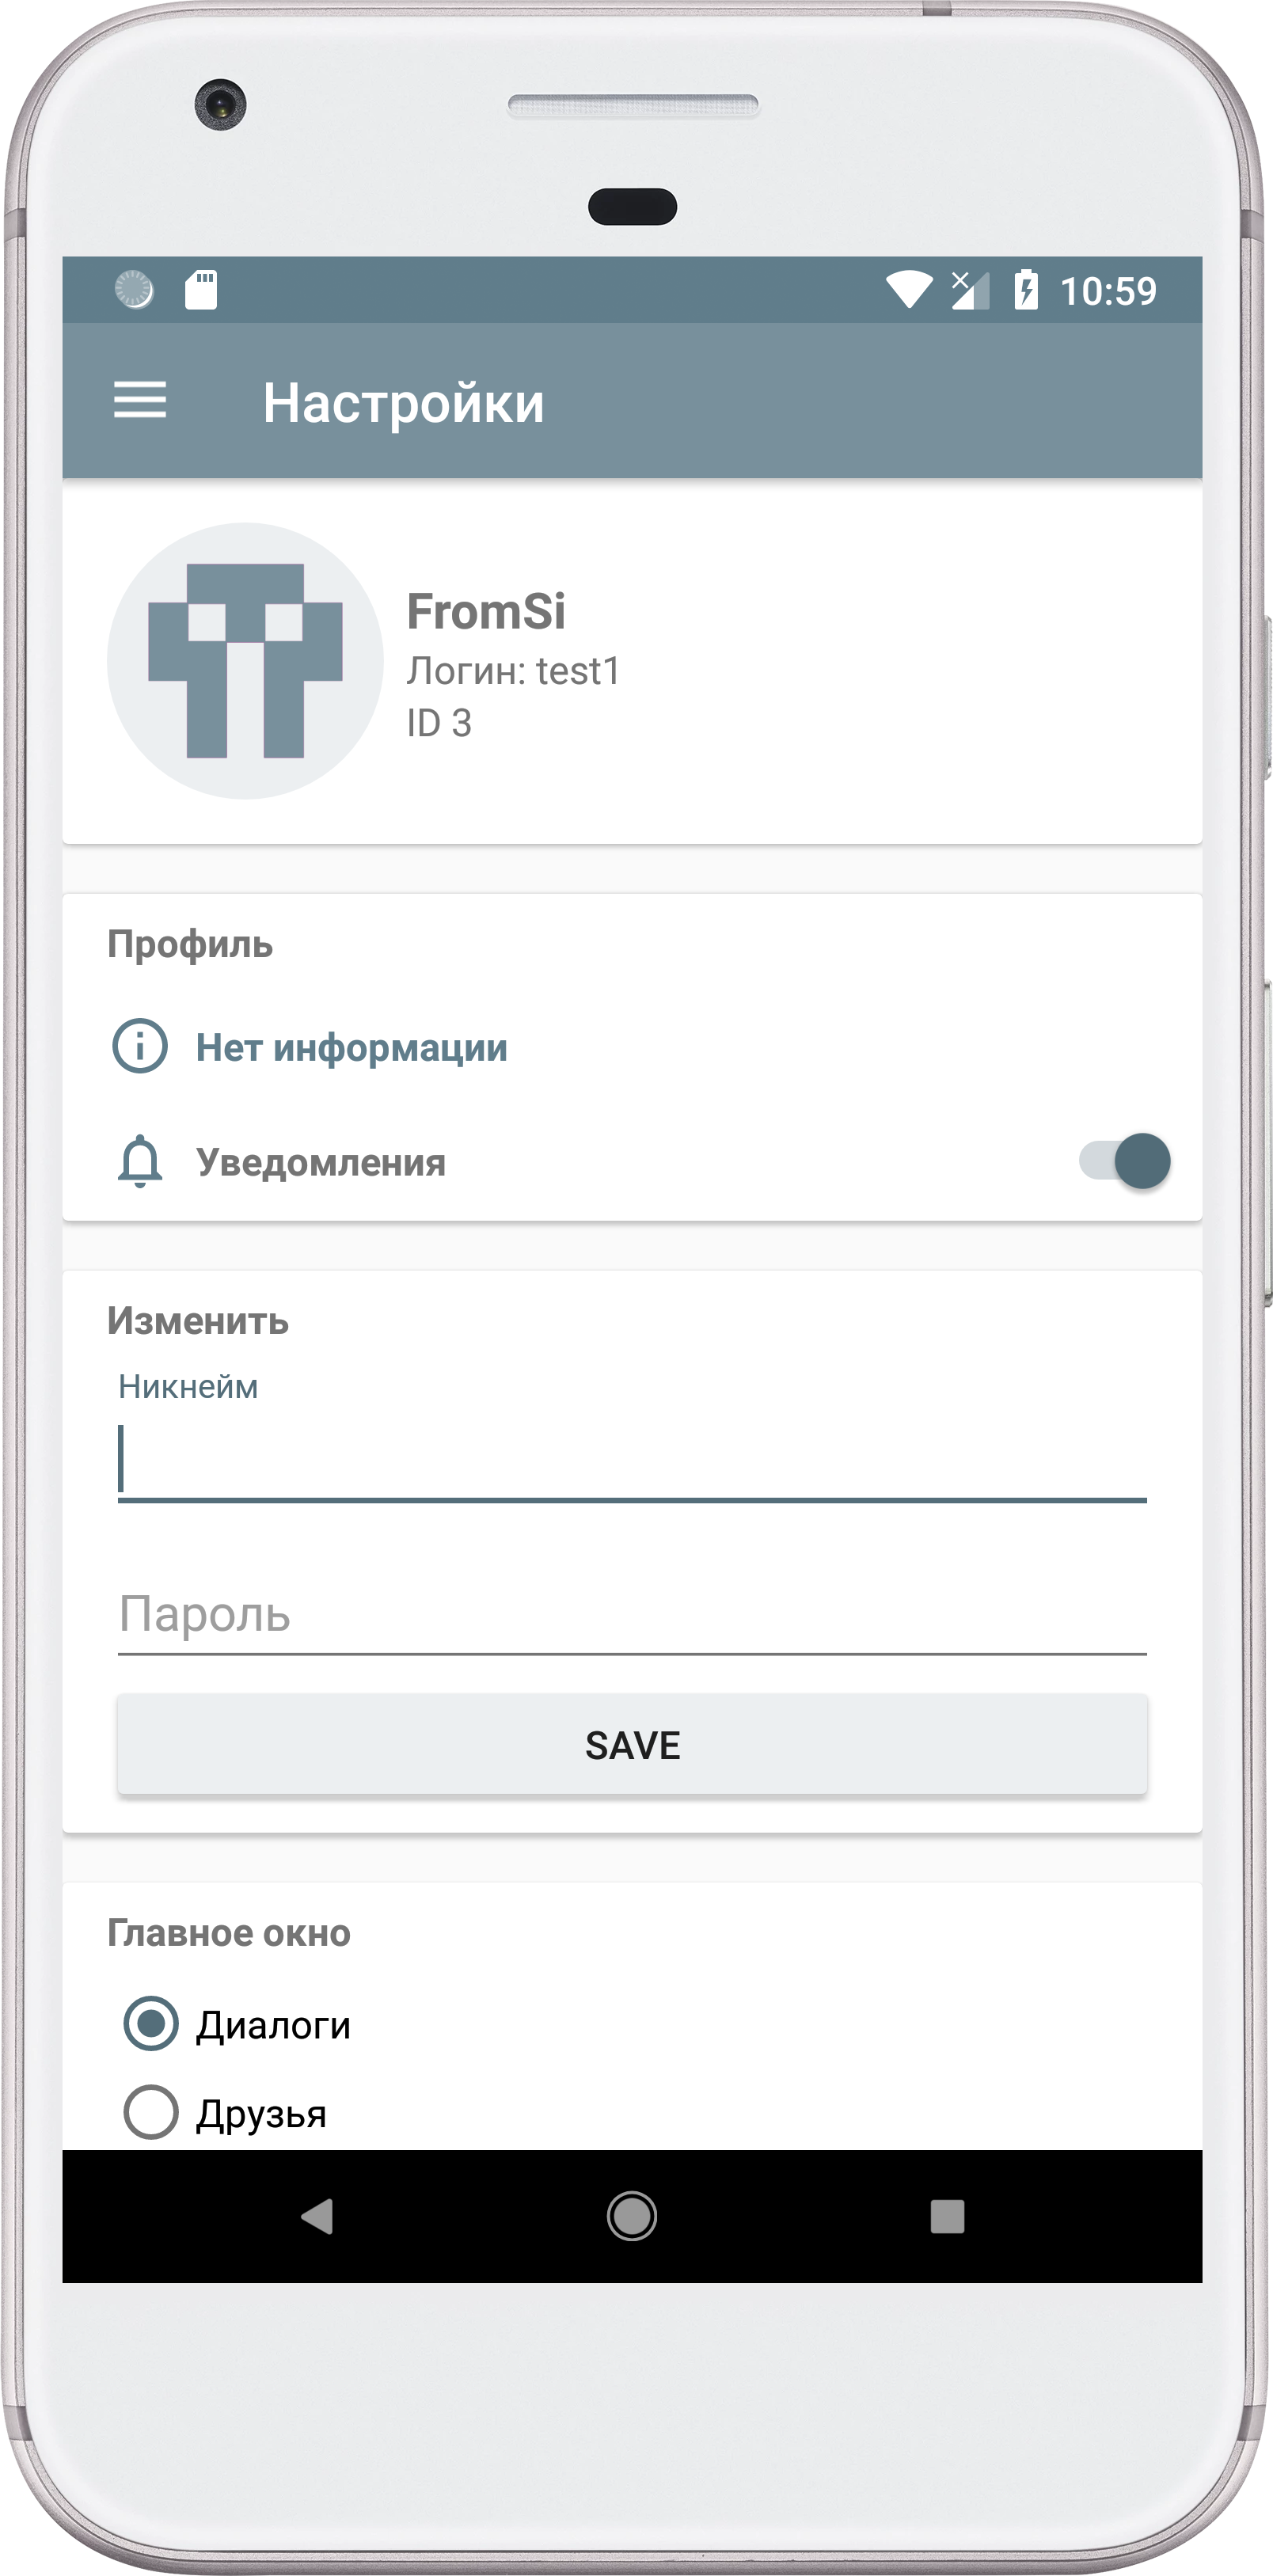 10:59
Настройки
FromSi
Логин: test1
ID 3
Профиль
Нет информации
Уведомления
Изменить
Никнейм
Пароль
SAVE
Главное окно
Диалоги
Друзья